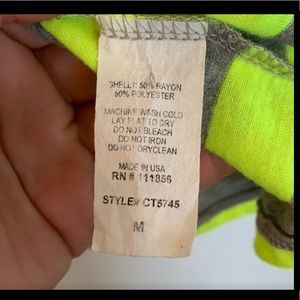 SHELL: 50% RAYON
50% POLYESTER
MACHINE WASH COLD
LAY FLAT TO DRY
DO NOT BLEACH
DO NOT IRON
DO NOT DRYCLEAN
MADE IN USA
RN # 111856
STYLE# CT5745
M